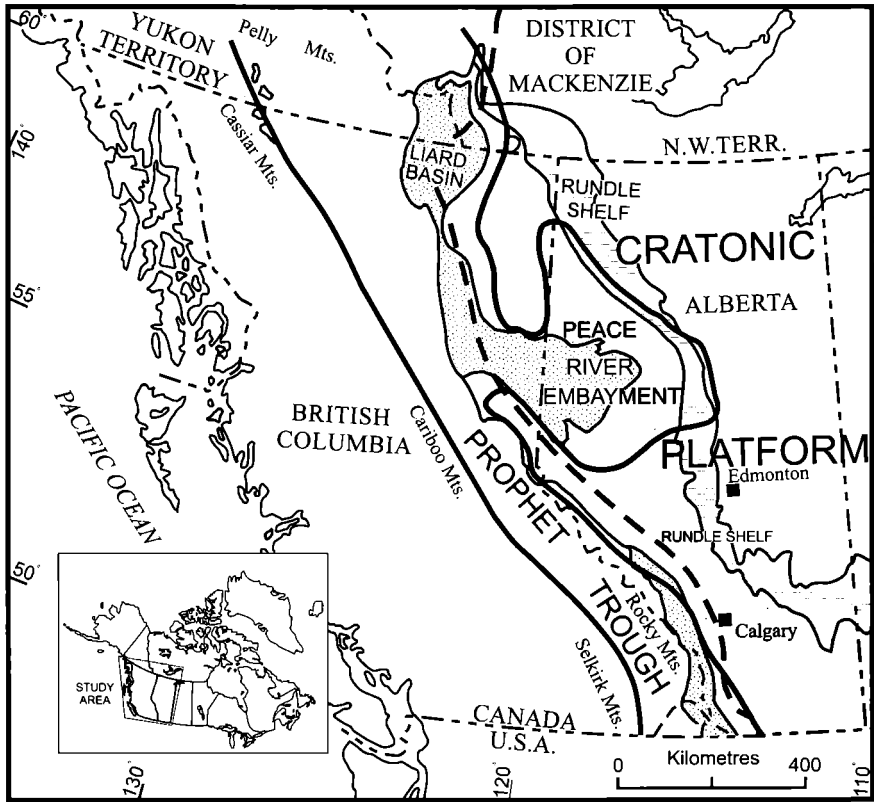 60°
YUKON
TERRITORY
Pelly Mts.
DISTRICT
OF
MACKENZIE
140°
Cassiar Mts.
LIARD
BASIN
N.W.TERR.
RUNDLE
SHELF
CRATONIC
55°
ALBERTA
PEACE
RIVER
EMBAYMENT
PACIFIC OCEAN
BRITISH
COLUMBIA
Cariboo Mts.
PROPHET
PLATFORM
Edmonton
RUNDLE SHELF
50°
TROUGH
Rocky Mts.
Calgary
Selkirk Mts.
STUDY
AREA
CANADA
U.S.A.
Kilometres
0 400
130°
120°
110°